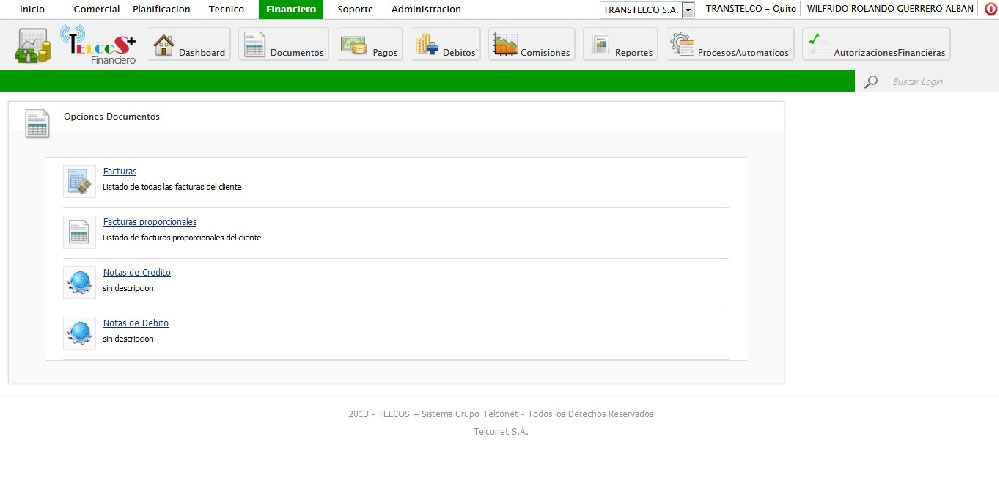 Inicio Comercial Planificacion Tecnico Financiero Soporte Administracion TRANSTELCO S.A. TRANSTELCO - Quito WILFRIDO ROLANDO GUERRERO ALBAN
TELCOS+
Financiero
Dashboard Documentos Pagos Debitos Comisiones Reportes ProcesosAutomaticos AutorizacionesFinancieras
Buscar Login
Opciones Documentos
Facturas
Listado de todas las facturas del cliente
Facturas proporcionales
Listado de facturas proporcionales del cliente
Notas de Credito
sin descripcion
Notas de Debito
sin descripcion
2013 - TELCOS + Sistema Grupo Telconet - Todos los Derechos Reservados
Telconet S.A.